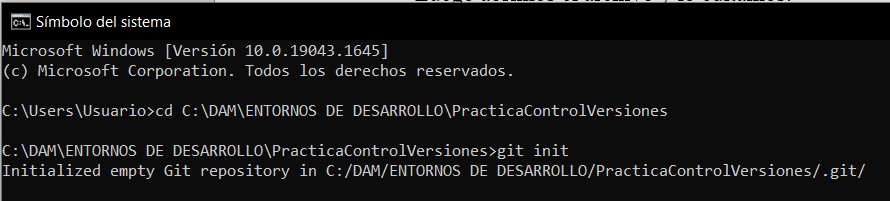 Símbolo del sistema
Microsoft Windows [Versión 10.0.19043.1645]
(c) Microsoft Corporation. Todos los derechos reservados.
C:\Users\Usuario>cd C:\DAM\ENTORNOS DE DESARROLLO\PracticaControlVersiones
C:\DAM\ENTORNOS DE DESARROLLO\PracticaControlVersiones>git init
Initialized empty Git repository in C:/DAM/ENTORNOS DE DESARROLLO/PracticaControlVersiones/.git/